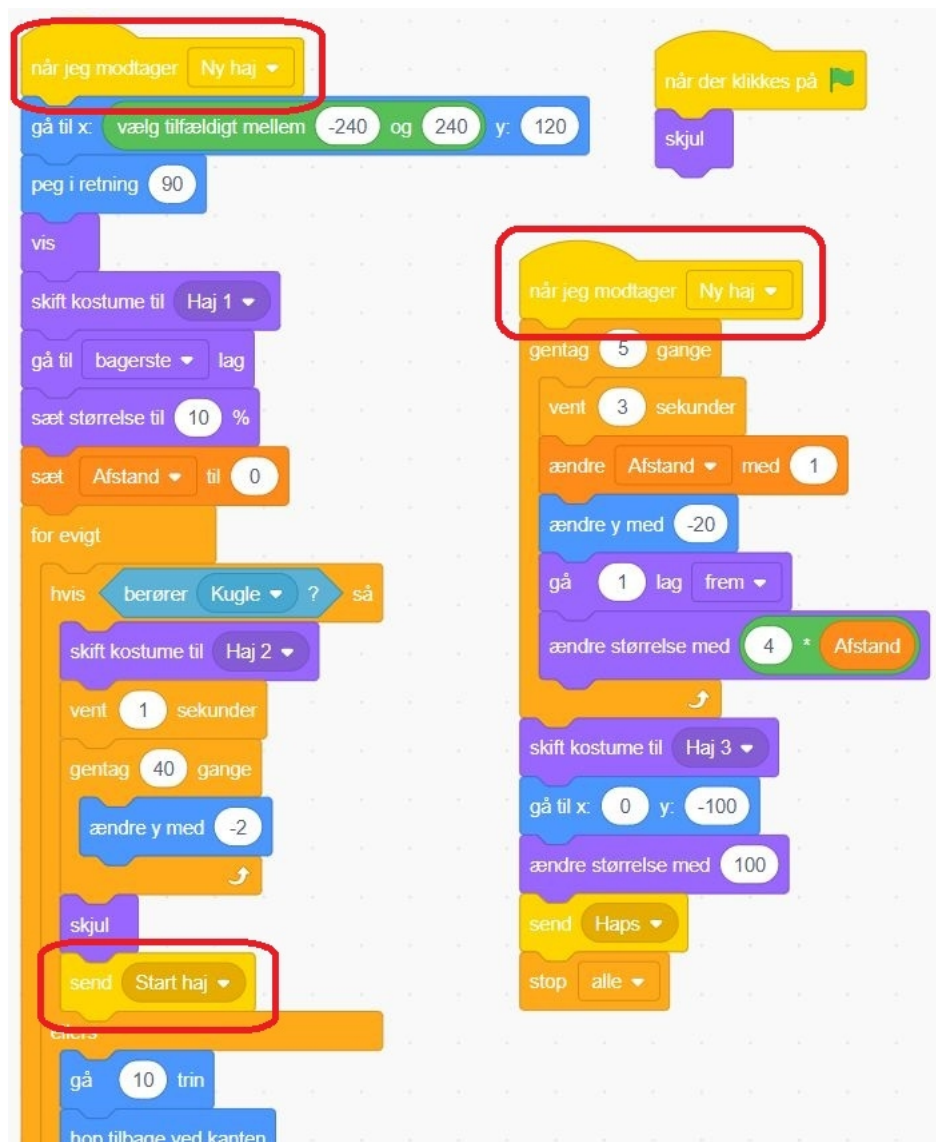 når jeg modtager Ny haj
gå til x: vælg tilfældigt mellem -240 og 240 y: 120
peg i retning 90
vis
skift kostume til Haj 1
gå til bagerste lag
sæt størrelse til 10 %
sæt Afstand til 0
for evigt
hvis berører Kugle ? så
skift kostume til Haj 2
vent 1 sekunder
gentag 40 gange
ændre y med -2
skjul
send Start haj
ellers
gå 10 trin
hop tilbage ved kanten
når der klikkes på
skjul
når jeg modtager Ny haj
gentag 5 gange
vent 3 sekunder
ændre Afstand med 1
ændre y med -20
gå 1 lag frem
ændre størrelse med 4 * Afstand
skift kostume til Haj 3
gå til x: 0 y: -100
ændre størrelse med 100
send Haps
stop alle